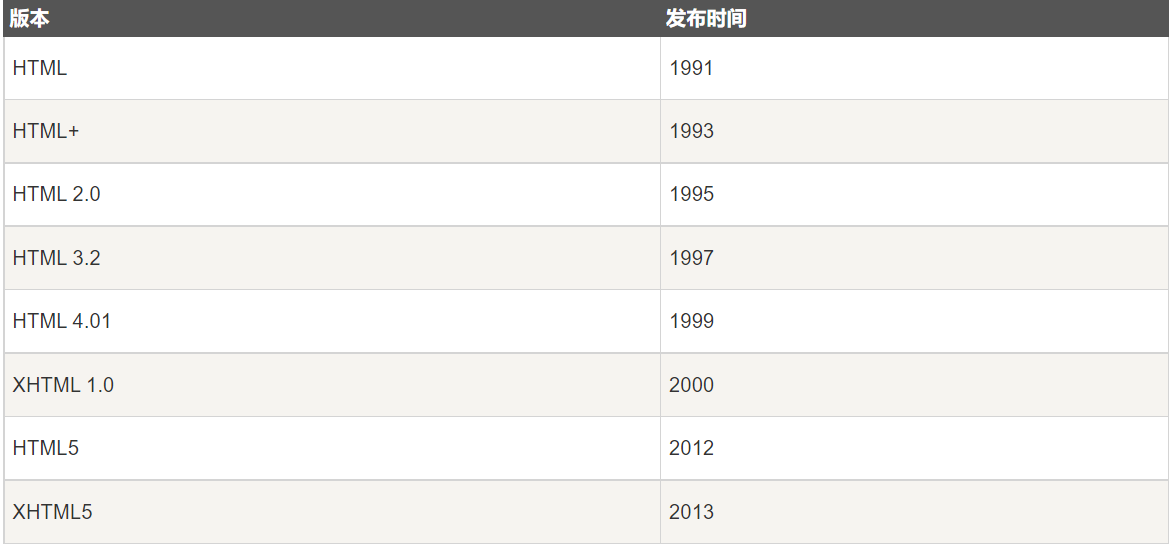 版本 发布时间
HTML 1991
HTML+ 1993
HTML 2.0 1995
HTML 3.2 1997
HTML 4.01 1999
XHTML 1.0 2000
HTML5 2012
XHTML5 2013